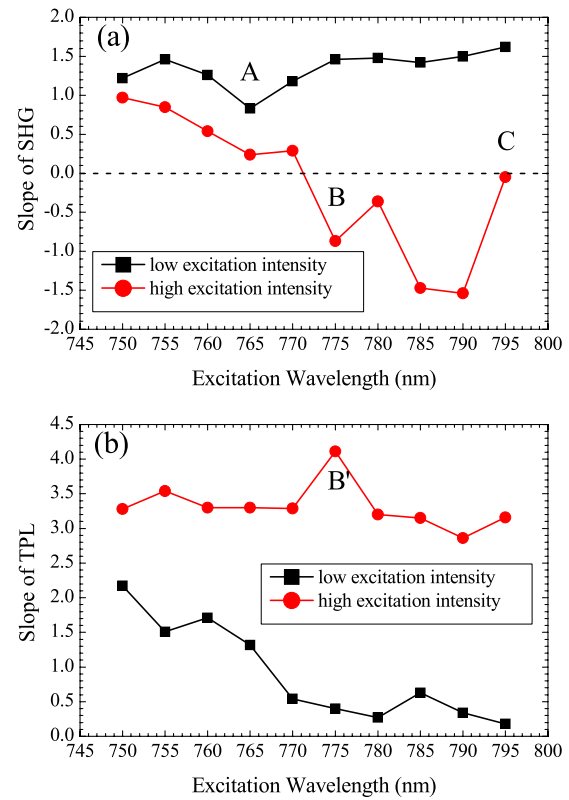 (a)
2.0
1.5
1.0
0.5
0.0
-0.5
-1.0
-1.5
-2.0
Slope of SHG
A
B
C
low excitation intensity
high excitation intensity
745 750 755 760 765 770 775 780 785 790 795 800
Excitation Wavelength (nm)
(b)
4.5
4.0
3.5
3.0
2.5
2.0
1.5
1.0
0.5
0.0
Slope of TPL
B'
low excitation intensity
high excitation intensity
745 750 755 760 765 770 775 780 785 790 795 800
Excitation Wavelength (nm)